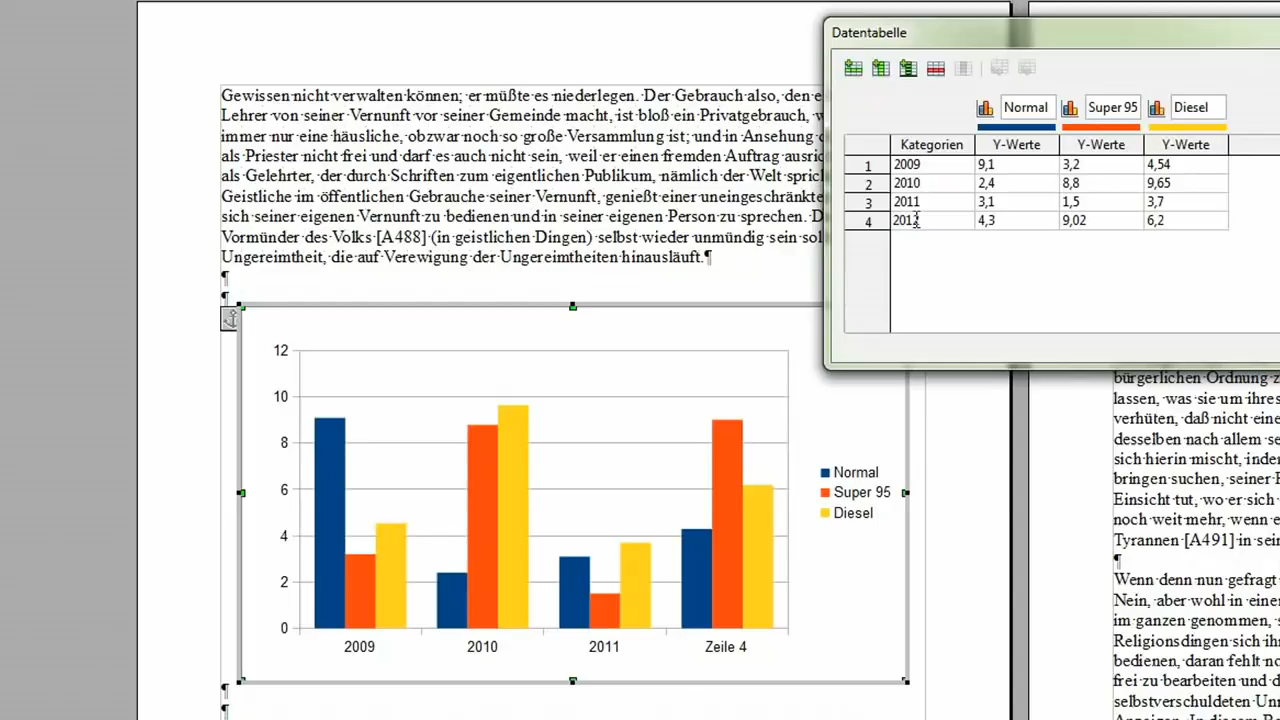 Gewissen·nicht·verwalten·können;·er·müßte·es·niederlegen.·Der·Gebrauch·also,·den·e
Lehrer·von·seiner·Vernunft·vor·seiner·Gemeinde·macht,·ist·bloß·ein·Privatgebrauch,
immer·nur·eine·häusliche,·obzwar·noch·so·große·Versammlung·ist;·und·in·Ansehung
als·Priester·nicht·frei·und·darf·es·auch·nicht·sein,·weil·er·einen·fremden·Auftrag·ausric
als·Gelehrter,·der·durch·Schriften·zum·eigentlichen·Publikum,·nämlich·der·Welt·sprich
Geistliche·im·öffentlichen·Gebrauche·seiner·Vernunft,·genießt·einer·uneingeschränkte
sich·seiner·eigenen·Vernunft·zu·bedienen·und·in·seiner·eigenen·Person·zu·sprechen.·D
Vormünder·des·Volks·[A488]·(in·geistlichen·Dingen)·selbst·wieder·unmündig·sein·sol
Ungereimtheit,·die·auf·Verewigung·der·Ungereimtheiten·hinausläuft.¶
¶
¶
Datentabelle
Normal Super 95 Diesel
Kategorien Y-Werte Y-Werte Y-Werte
1 2009 9,1 3,2 4,54
2 2010 2,4 8,8 9,65
3 2011 3,1 1,5 3,7
4 4,3 9,02 6,2
12
10
8
6
4
2
0
2009 2010 2011 Zeile 4
Normal
Super 95
Diesel
¶
¶
bürgerlichen·Ordnung·z
lassen,·was·sie·um·ihres
verhüten,·daß·nicht·eine
desselben·nach·allem·se
sich·hierin·mischt,·inder
bringen·suchen,·seiner·
Einsicht·tut,·wo·er·sich·
noch·weit·mehr,·wenn·e
Tyrannen·[A491]·in·sein
¶
Wenn·denn·nun·gefragt·
Nein,·aber·wohl·in·einer
im·ganzen·genommen,·s
Religionsdingen·sich·ihr
bedienen,·daran·fehlt·no
frei·zu·bearbeiten·und·d
selbstverschuldeten·Unr